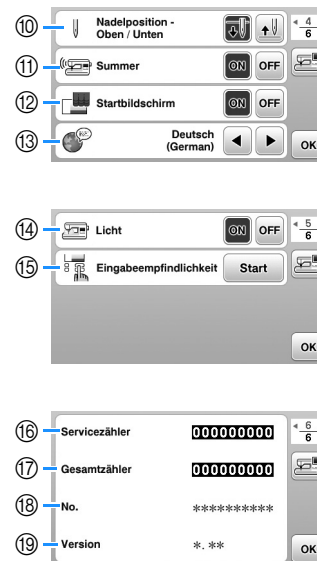 ⑩ Nadelposition -
Oben / Unten
4
6
⑪ Summer ON OFF
⑫ Startbildschirm ON OFF
⑬ Deutsch
(German)
OK
⑭ Licht ON OFF
5
6
⑮ Eingabeempfindlichkeit Start
OK
⑯ Servicezähler 000000000
6
6
⑰ Gesamtzähler 000000000
⑱ No. **********
⑲ Version *.**
OK